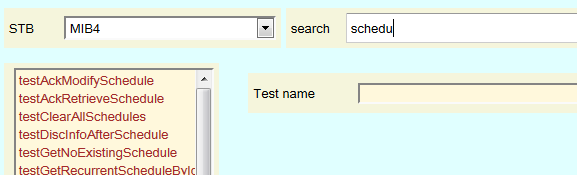 STB MIB4 search schedu
testAckModifySchedule
testAckRetrieveSchedule
Test name
testClearAllSchedules
testDiscInfoAfterSchedule
testGetNoExistingSchedule